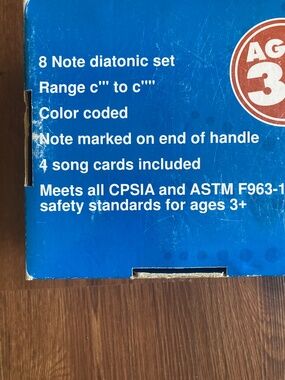 AG
3
8 Note diatonic set
Range c''' to c''''
Color coded
Note marked on end of handle
4 song cards included
Meets all CPSIA and ASTM F963-1
safety standards for ages 3+